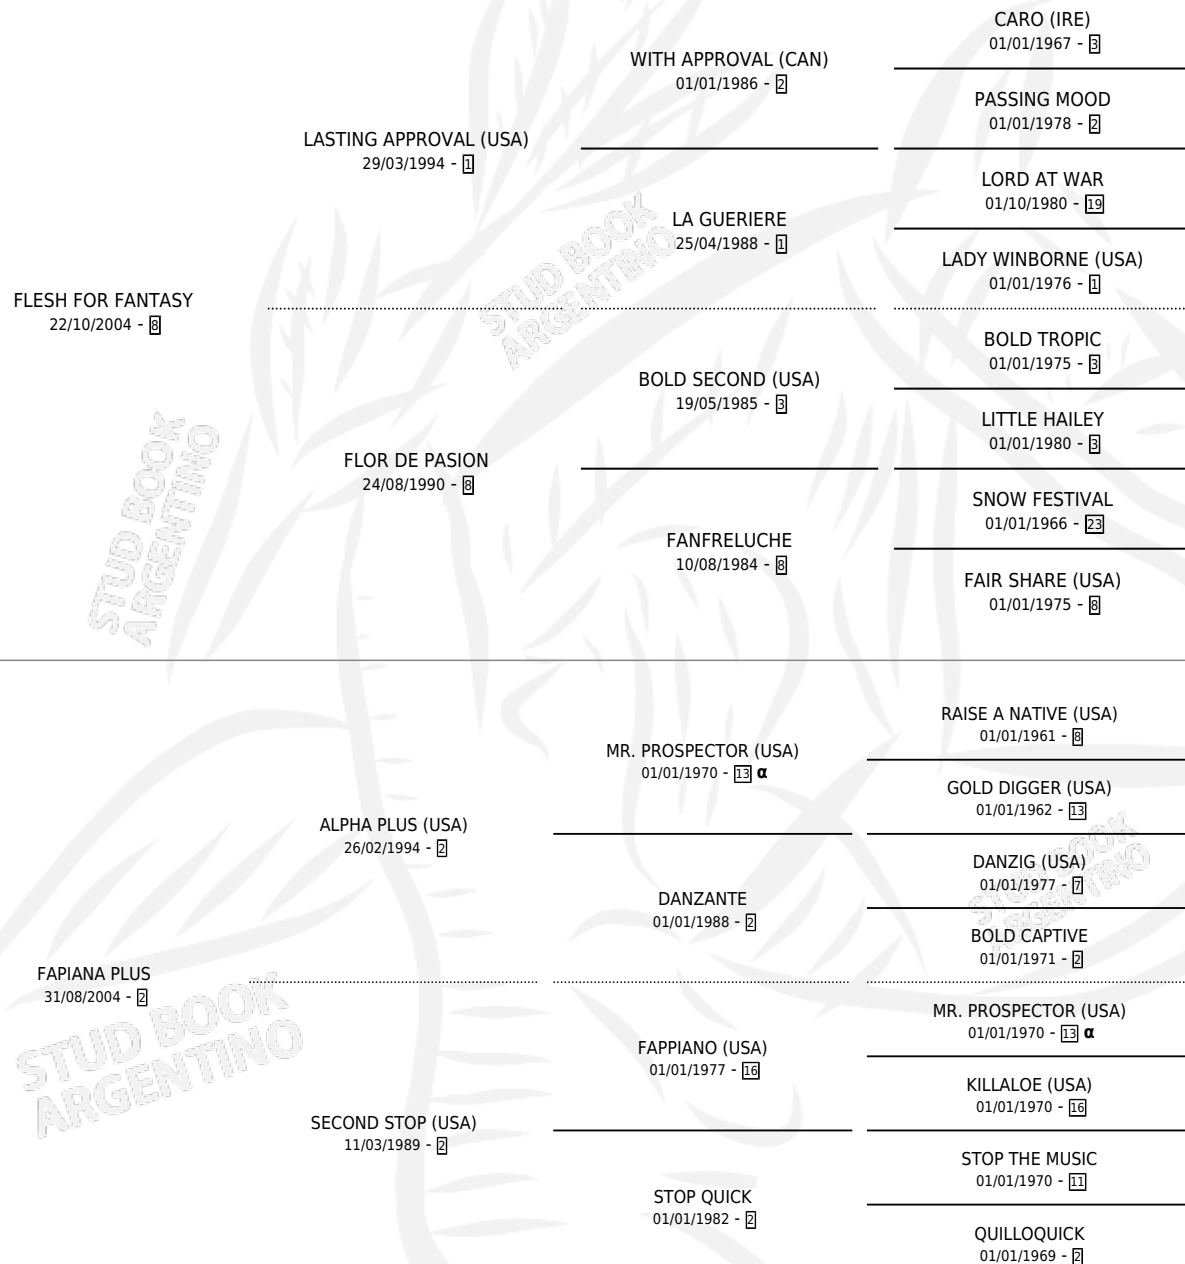 CARO (IRE)
01/01/1967 - 3
WITH APPROVAL (CAN)
01/01/1986 - 2
PASSING MOOD
01/01/1978 - 2
LASTING APPROVAL (USA)
29/03/1994 - 1
LORD AT WAR
01/10/1980 - 19
LA GUERIERE
25/04/1988 - 1
LADY WINBORNE (USA)
01/01/1976 - 1
FLESH FOR FANTASY
22/10/2004 - 8
BOLD TROPIC
01/01/1975 - 3
BOLD SECOND (USA)
19/05/1985 - 3
LITTLE HAILEY
01/01/1980 - 3
FLOR DE PASION
24/08/1990 - 8
SNOW FESTIVAL
01/01/1966 - 23
FANFRELUCHE
10/08/1984 - 8
FAIR SHARE (USA)
01/01/1975 - 8
STUD BOOK
ARGENTINO
STUD BOOK
ARGENTINO
RAISE A NATIVE (USA)
01/01/1961 - 8
MR. PROSPECTOR (USA)
01/01/1970 - 13 α
GOLD DIGGER (USA)
01/01/1962 - 13
ALPHA PLUS (USA)
26/02/1994 - 2
DANZIG (USA)
01/01/1977 - 7
DANZANTE
01/01/1988 - 2
BOLD CAPTIVE
01/01/1971 - 2
FAPIANA PLUS
31/08/2004 - 2
MR. PROSPECTOR (USA)
01/01/1970 - 13 α
FAPPIANO (USA)
01/01/1977 - 16
KILLALOE (USA)
01/01/1970 - 16
SECOND STOP (USA)
11/03/1989 - 2
STOP THE MUSIC
01/01/1970 - 11
STOP QUICK
01/01/1982 - 2
QUILLOQUICK
01/01/1969 - 2
STUD BOOK
ARGENTINO
STUD BOOK
ARGENTINO